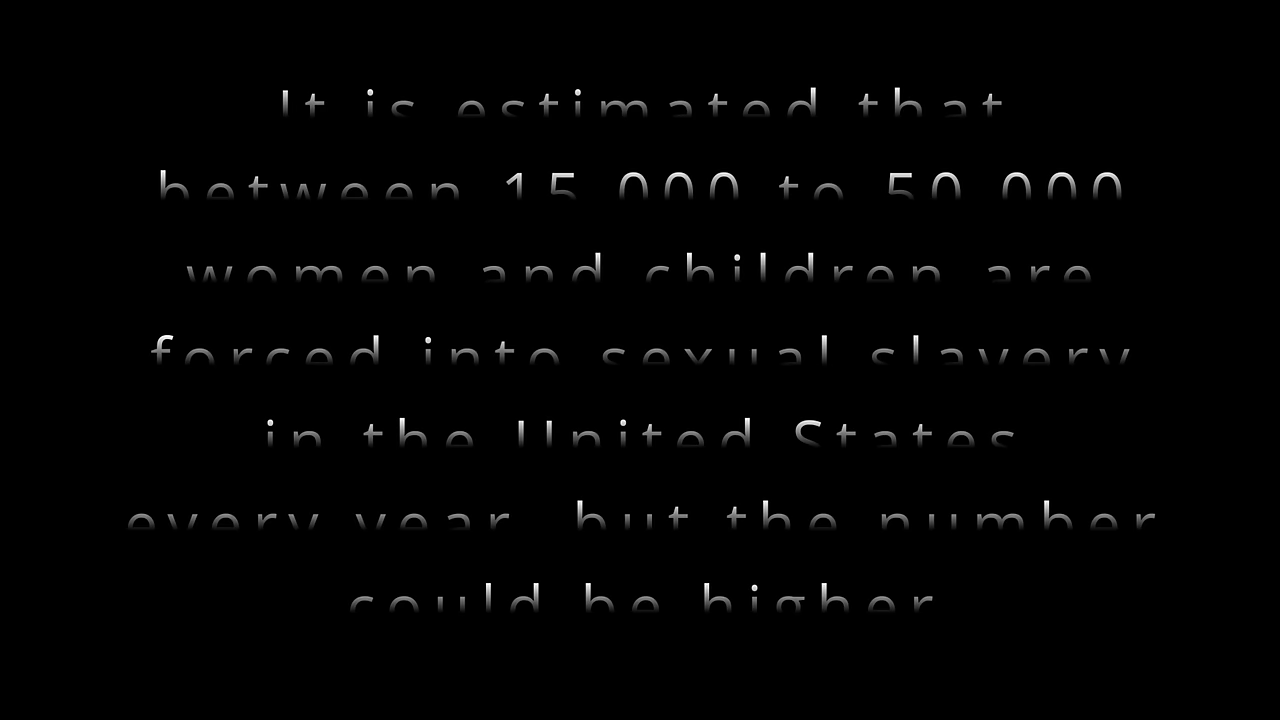 It is estimated that
between 15,000 to 50,000
women and children are
forced into sexual slavery
in the United States
every year, but the number
could be higher